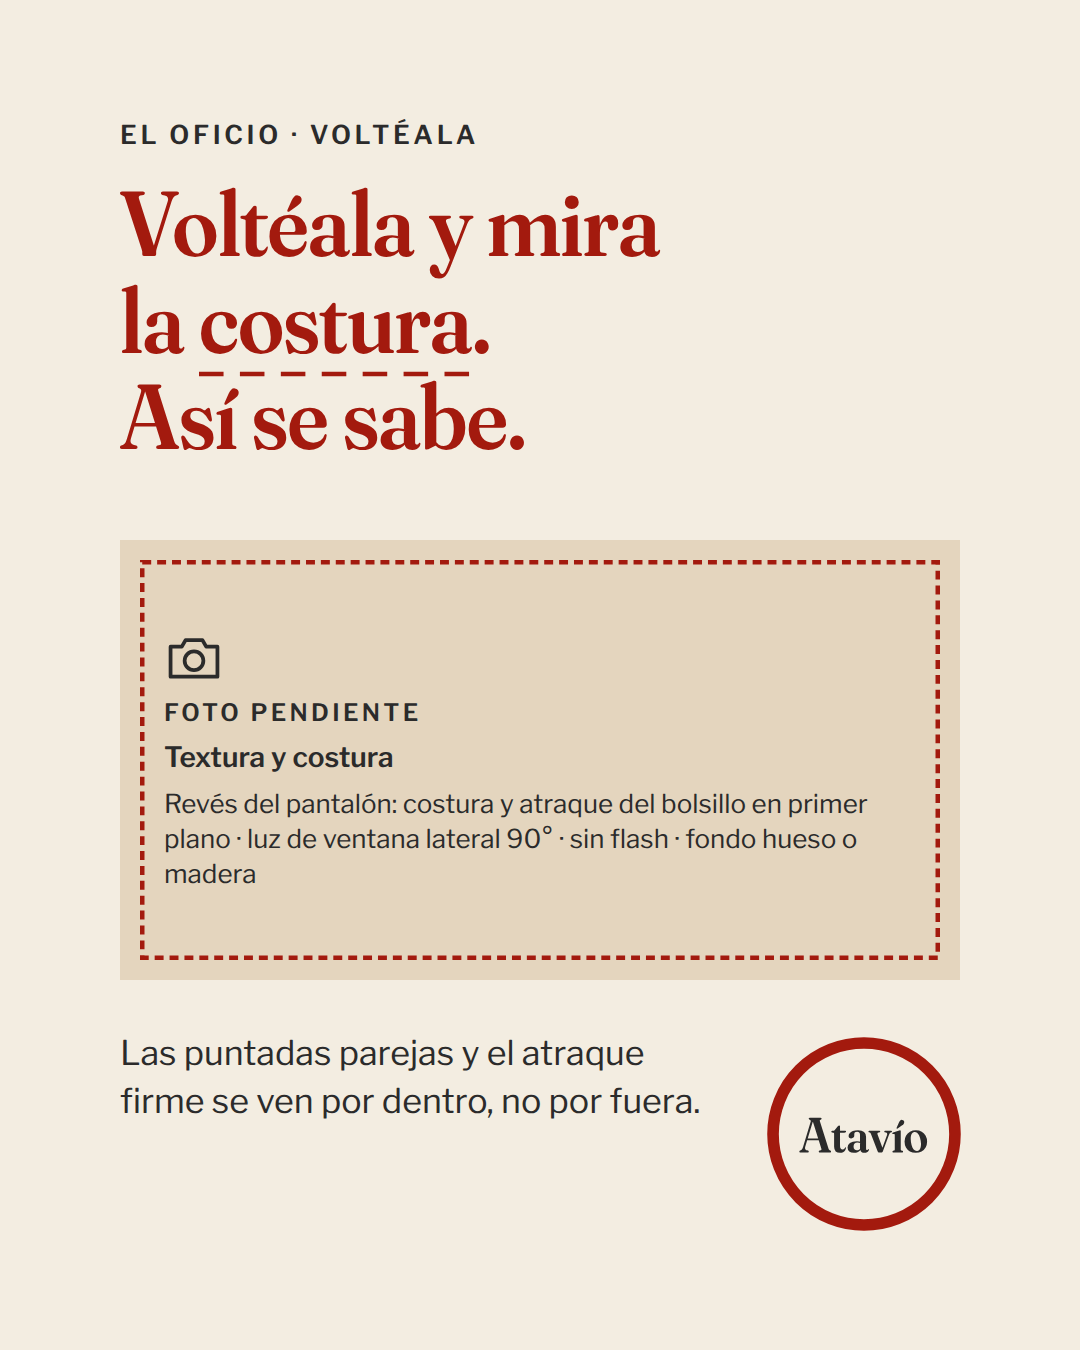 EL OFICIO · VOLTÉALA
Voltéala y mira
la costura.
Así se sabe.
FOTO PENDIENTE
Textura y costura
Revés del pantalón: costura y atraque del bolsillo en primer
plano · luz de ventana lateral 90° · sin flash · fondo hueso o
madera
Las puntadas parejas y el atraque
firme se ven por dentro, no por fuera.
Atavío